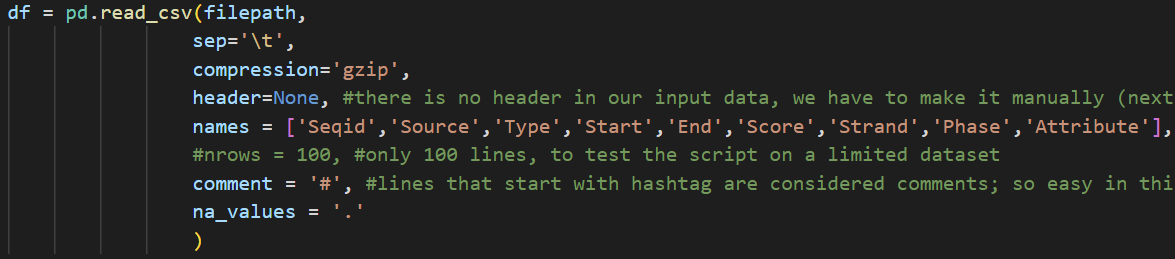 df = pd.read_csv(filepath,
sep='\t',
compression='gzip',
header=None, #there is no header in our input data, we have to make it manually (next
names = ['Seqid','Source','Type','Start','End','Score','Strand','Phase','Attribute'],
#nrows = 100, #only 100 lines, to test the script on a limited dataset
comment = '#', #lines that start with hashtag are considered comments; so easy in thi
na_values = '.'
)